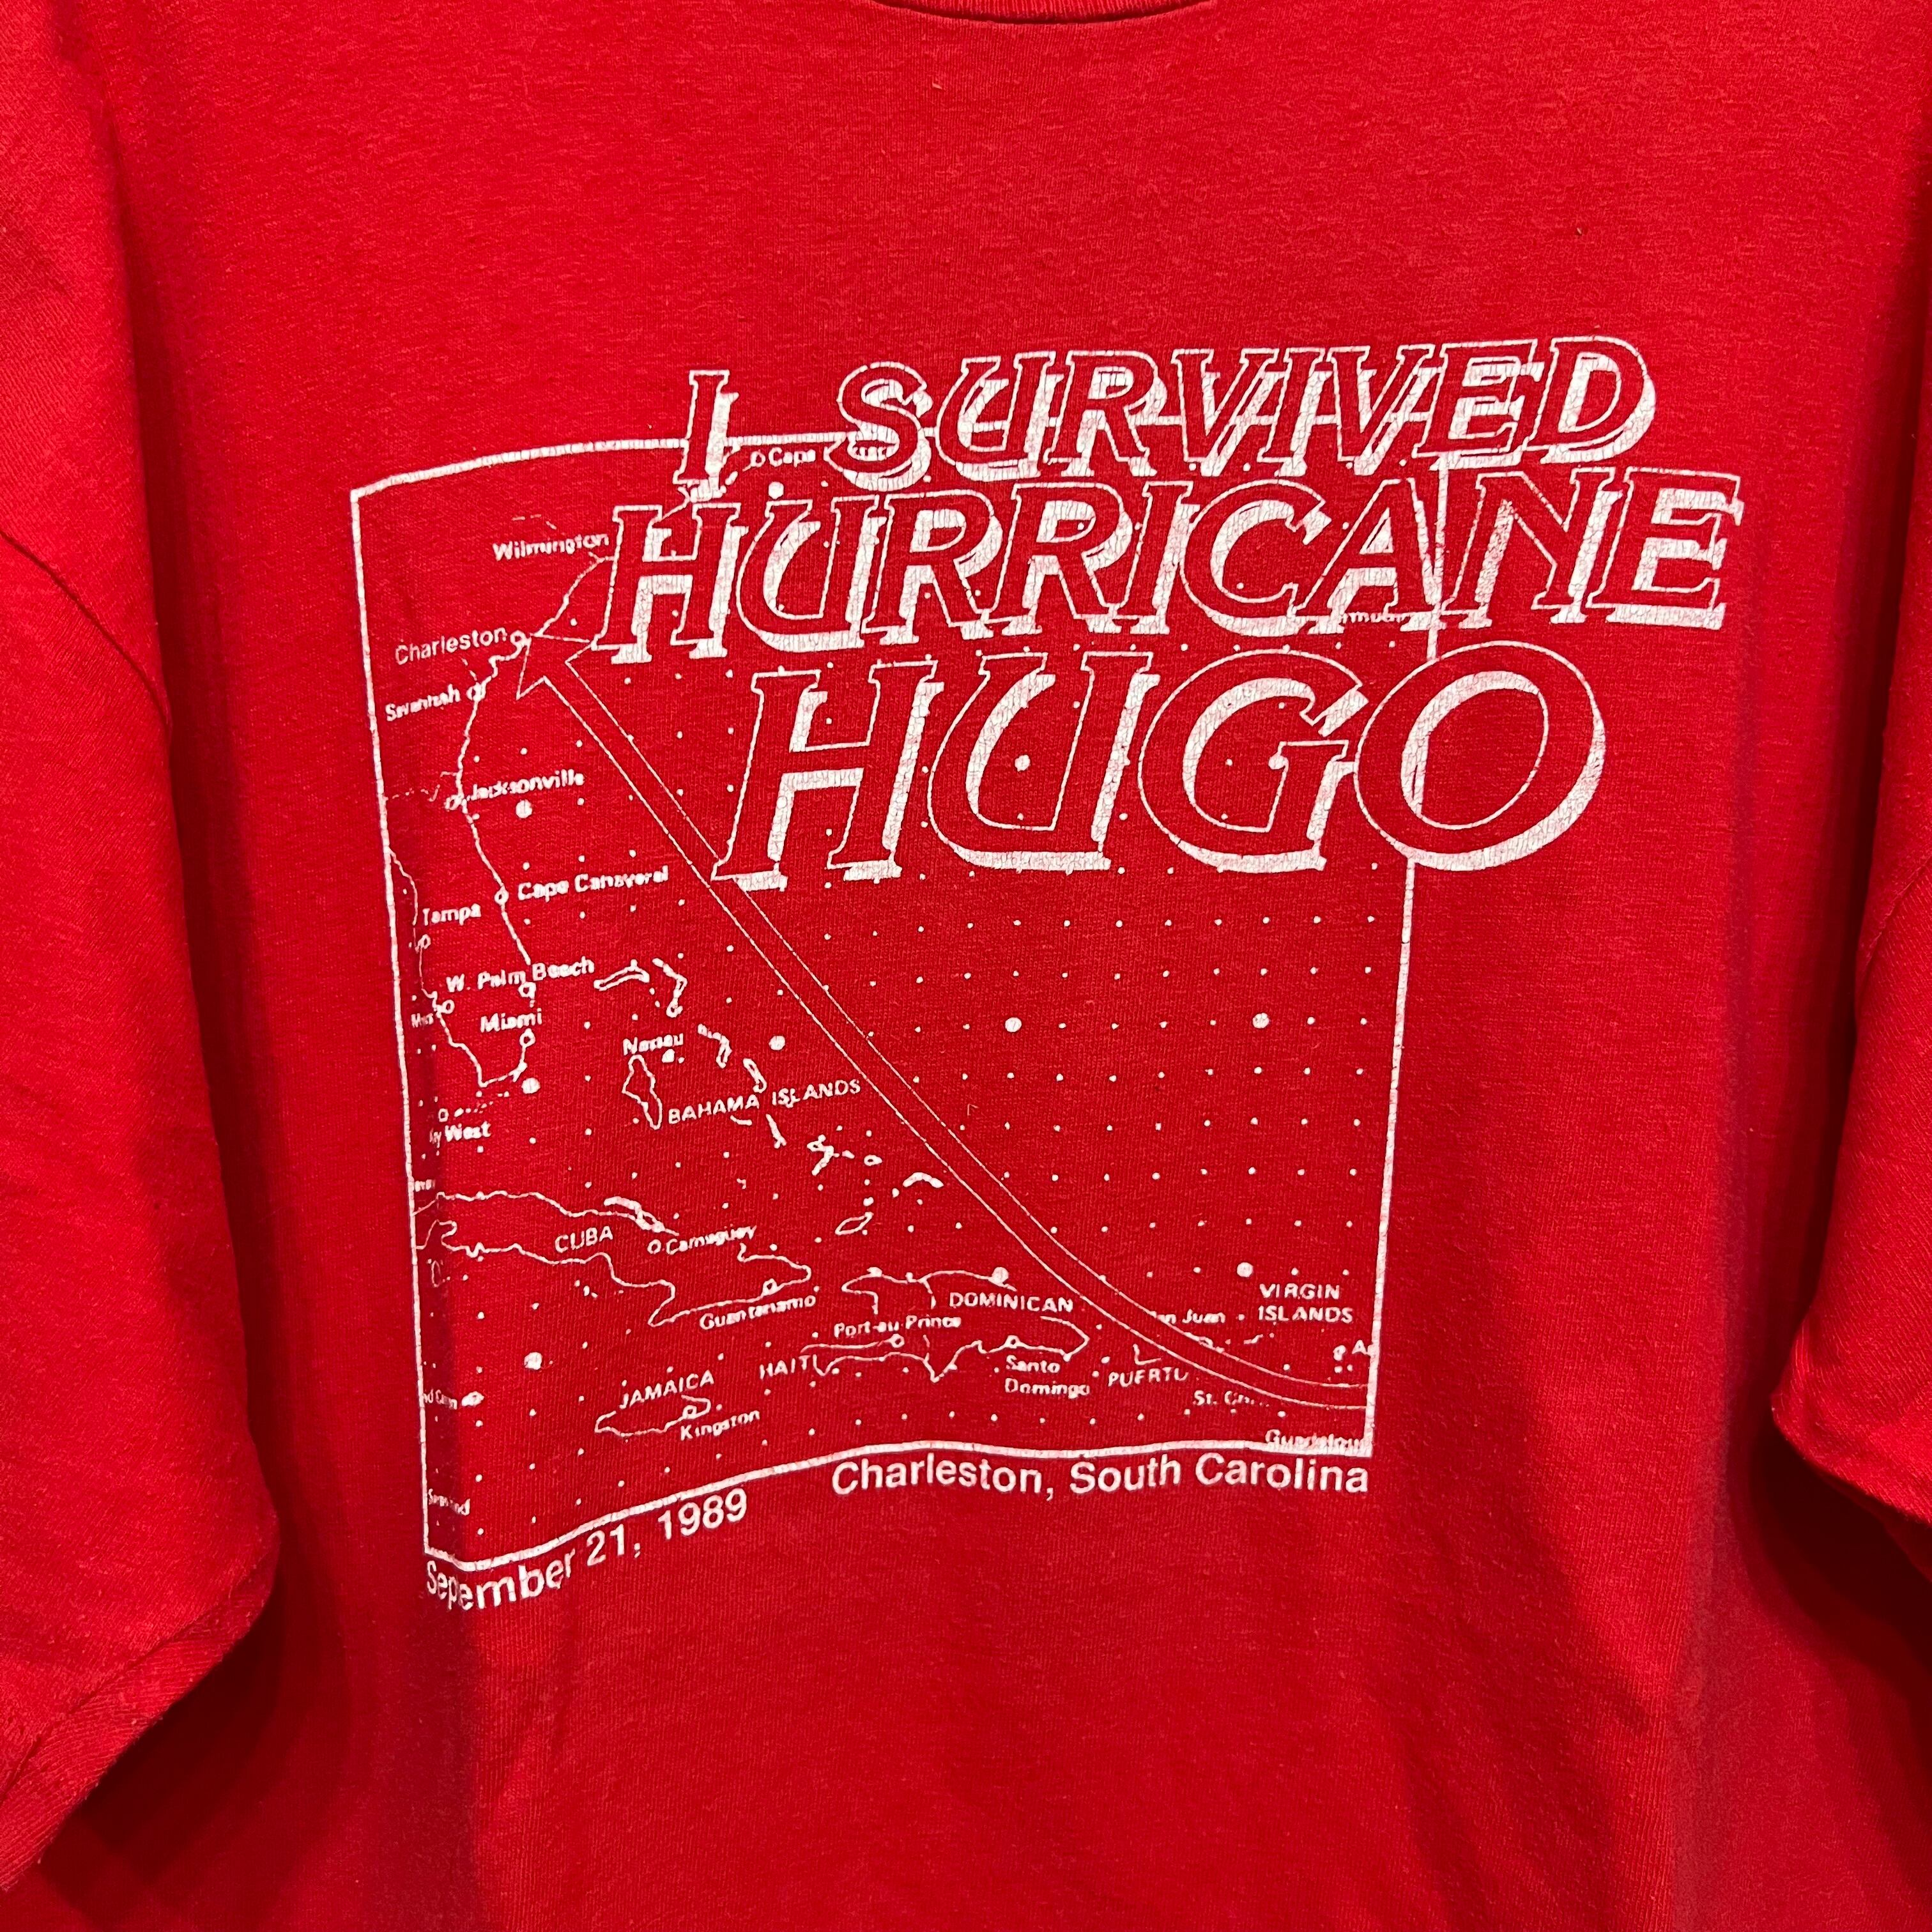 I SURVIVED
HURRICANE
HUGO
Cape
Wilmington
Charleston
Savannah
Jacksonville
Cape Canaveral
Tampa
W. Palm Beach
Miami
Nassau
BAHAMA ISLANDS
West
CUBA
Camaguey
Guantanamo
DOMINICAN
VIRGIN
ISLANDS
Port-au-Prince
Juan
HAITI
Santo
Domingo
PUERTO
St.
JAMAICA
Kingston
Charleston, South Carolina
September 21, 1989